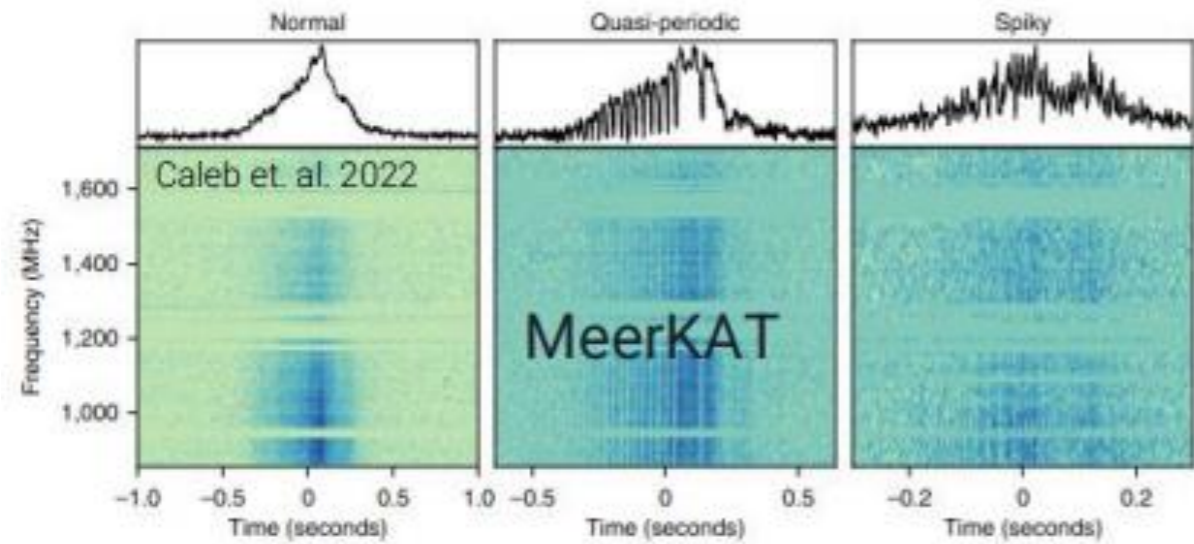 Normal
Quasi-periodic
Spiky
Caleb et. al. 2022
MeerKAT
Frequency (MHz)
1,600
1,400
1,200
1,000
−1.0 −0.5 0 0.5 1.0
−0.5 0 0.5
−0.2 0 0.2
Time (seconds)
Time (seconds)
Time (seconds)